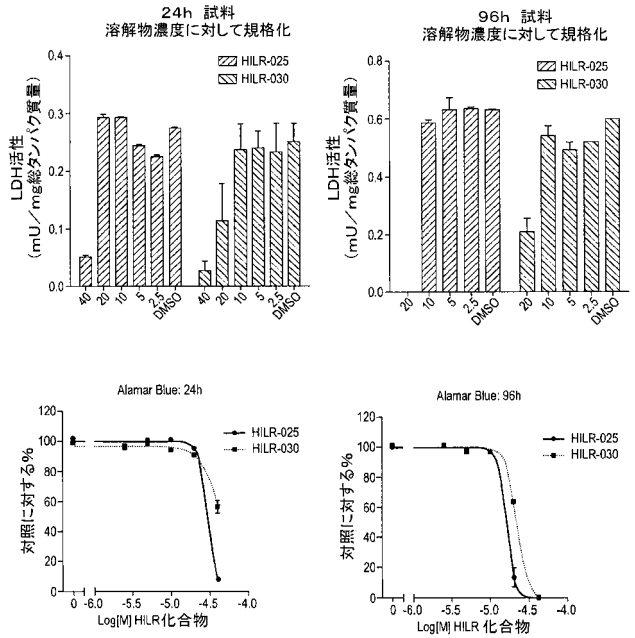 24h 試料
溶解物濃度に対して規格化
HILR-025
HILR-030
LDH活性
(mU/mg総タンパク質量)
0.4
0.3
0.2
0.1
0.0
40 20 10 5 2.5 DMSO 40 20 10 5 2.5 DMSO
96h 試料
溶解物濃度に対して規格化
HILR-025
HILR-030
LDH活性
(mU/mg総タンパク質量)
0.8
0.6
0.4
0.2
0.0
20 10 5 2.5 DMSO 20 10 5 2.5 DMSO
Alamar Blue: 24h
HILR-025
HILR-030
対照に対する%
120
100
80
60
40
20
0
0 -6.0 -5.5 -5.0 -4.5 -4.0
Log[M] HILR 化合物
Alamar Blue: 96h
HILR-025
HILR-030
対照に対する%
120
100
80
60
40
20
0
0 -6.0 -5.5 -5.0 -4.5 -4.0
Log[M] HILR 化合物